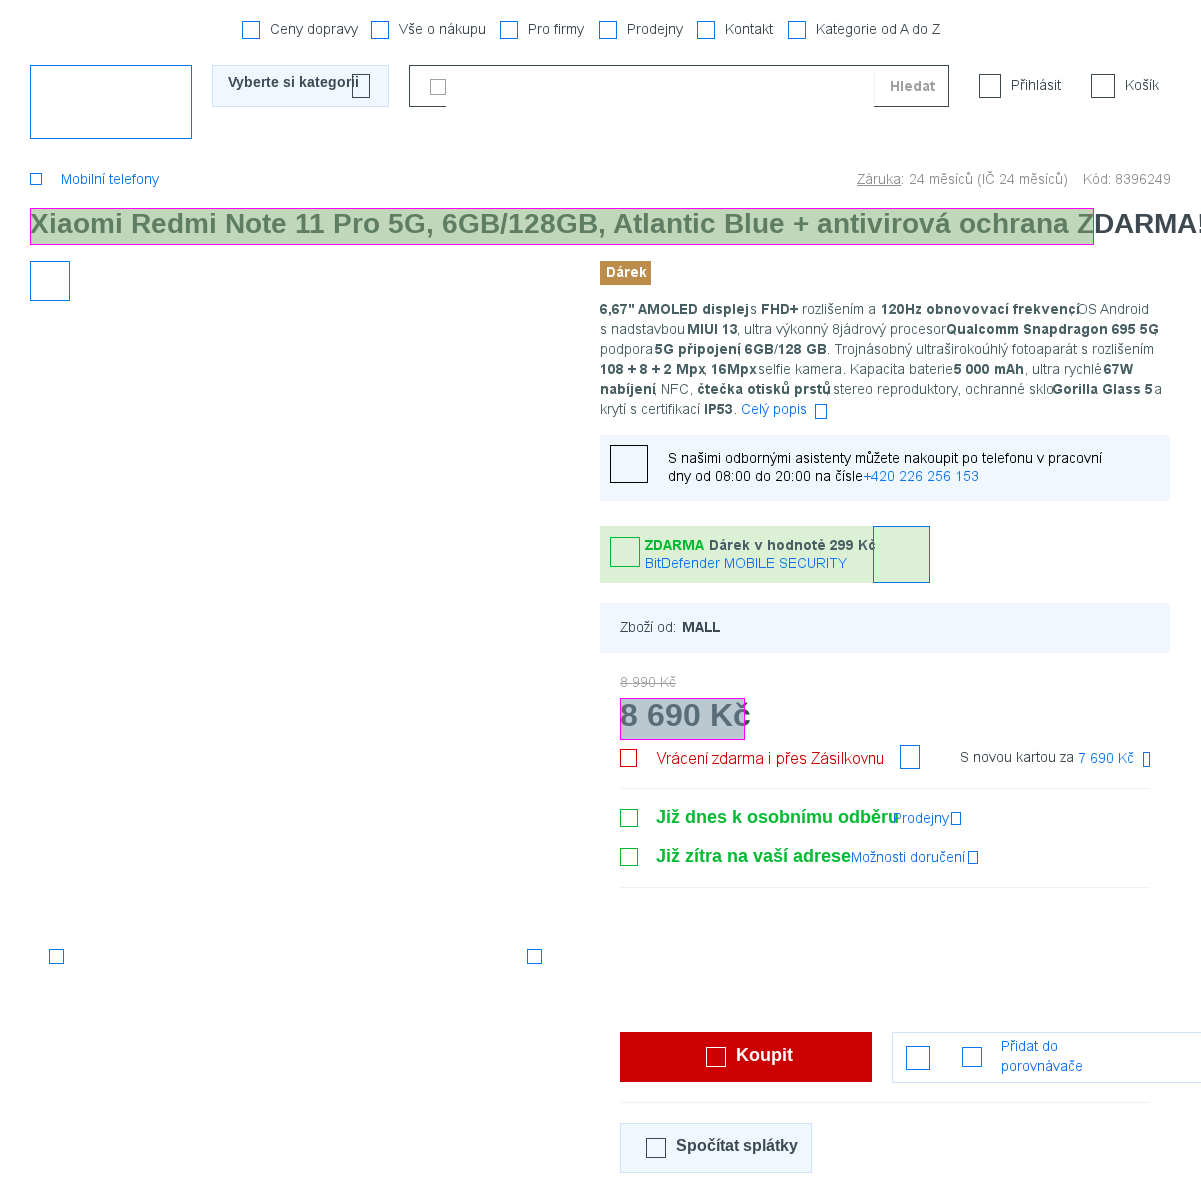 Ceny dopravy Vše o nákupu Pro firmy Prodejny Kontakt Kategorie od A do Z
Vyberte si kategorii Hledat Přihlásit Košík
Mobilní telefony Záruka: 24 měsíců (IČ 24 měsíců) Kód: 8396249
Xiaomi Redmi Note 11 Pro 5G, 6GB/128GB, Atlantic Blue + antivirová ochrana ZDARMA!
Dárek
6,67" AMOLED displej s FHD+ rozlišením a 120Hz obnovovací frekvencí OS Android
s nadstavbou MIUI 13, ultra výkonný 8jádrový procesor Qualcomm Snapdragon 695 5G
podpora 5G připojení 6GB/128 GB. Trojnásobný ultraširokoúhlý fotoaparát s rozlišením
108 + 8 + 2 Mpx, 16Mpx selfie kamera. Kapacita baterie 5 000 mAh, ultra rychlé 67W
nabíjení, NFC, čtečka otisků prstů, stereo reproduktory, ochranné sklo Gorilla Glass 5 a
krytí s certifikací IP53. Celý popis
S našimi odbornými asistenty můžete nakoupit po telefonu v pracovní
dny od 08:00 do 20:00 na čísle +420 226 256 153
ZDARMA Dárek v hodnotě 299 Kč
BitDefender MOBILE SECURITY
Zboží od: MALL
8 990 Kč
8 690 Kč
Vrácení zdarma i přes Zásilkovnu S novou kartou za 7 690 Kč
Již dnes k osobnímu odběru Prodejny
Již zítra na vaší adrese Možnosti doručení
Koupit
Přidat do
porovnávače
Spočítat splátky